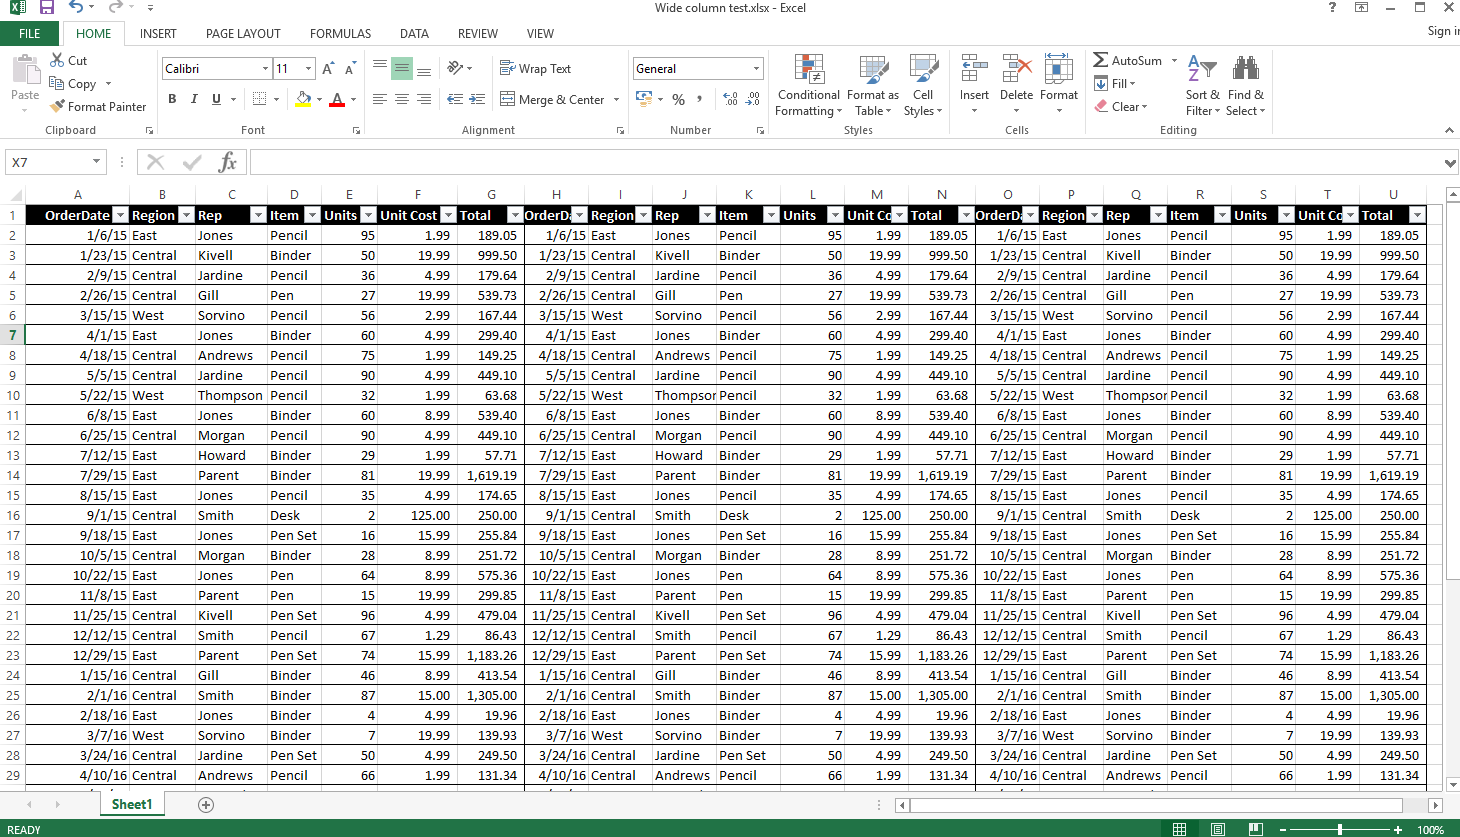 Wide column test.xlsx - Excel
FILE HOME INSERT PAGE LAYOUT FORMULAS DATA REVIEW VIEW Sign in
Paste Cut Copy Format Painter Clipboard
Calibri 11 A A B I U A Font
Wrap Text Merge & Center Alignment
General % , Number
Conditional Formatting Format as Table Cell Styles Styles
Insert Delete Format Cells
AutoSum Fill Clear Sort & Filter Find & Select Editing
X7 fx
A B C D E F G H I J K L M N O P Q R S T U
1 OrderDate Region Rep Item Units Unit Cost Total OrderDa Region Rep Item Units Unit Co Total OrderDa Region Rep Item Units Unit Co Total
2 1/6/15 East Jones Pencil 95 1.99 189.05 1/6/15 East Jones Pencil 95 1.99 189.05 1/6/15 East Jones Pencil 95 1.99 189.05
3 1/23/15 Central Kivell Binder 50 19.99 999.50 1/23/15 Central Kivell Binder 50 19.99 999.50 1/23/15 Central Kivell Binder 50 19.99 999.50
4 2/9/15 Central Jardine Pencil 36 4.99 179.64 2/9/15 Central Jardine Pencil 36 4.99 179.64 2/9/15 Central Jardine Pencil 36 4.99 179.64
5 2/26/15 Central Gill Pen 27 19.99 539.73 2/26/15 Central Gill Pen 27 19.99 539.73 2/26/15 Central Gill Pen 27 19.99 539.73
6 3/15/15 West Sorvino Pencil 56 2.99 167.44 3/15/15 West Sorvino Pencil 56 2.99 167.44 3/15/15 West Sorvino Pencil 56 2.99 167.44
7 4/1/15 East Jones Binder 60 4.99 299.40 4/1/15 East Jones Binder 60 4.99 299.40 4/1/15 East Jones Binder 60 4.99 299.40
8 4/18/15 Central Andrews Pencil 75 1.99 149.25 4/18/15 Central Andrews Pencil 75 1.99 149.25 4/18/15 Central Andrews Pencil 75 1.99 149.25
9 5/5/15 Central Jardine Pencil 90 4.99 449.10 5/5/15 Central Jardine Pencil 90 4.99 449.10 5/5/15 Central Jardine Pencil 90 4.99 449.10
10 5/22/15 West Thompson Pencil 32 1.99 63.68 5/22/15 West Thompson Pencil 32 1.99 63.68 5/22/15 West Thompson Pencil 32 1.99 63.68
11 6/8/15 East Jones Binder 60 8.99 539.40 6/8/15 East Jones Binder 60 8.99 539.40 6/8/15 East Jones Binder 60 8.99 539.40
12 6/25/15 Central Morgan Pencil 90 4.99 449.10 6/25/15 Central Morgan Pencil 90 4.99 449.10 6/25/15 Central Morgan Pencil 90 4.99 449.10
13 7/12/15 East Howard Binder 29 1.99 57.71 7/12/15 East Howard Binder 29 1.99 57.71 7/12/15 East Howard Binder 29 1.99 57.71
14 7/29/15 East Parent Binder 81 19.99 1,619.19 7/29/15 East Parent Binder 81 19.99 1,619.19 7/29/15 East Parent Binder 81 19.99 1,619.19
15 8/15/15 East Jones Pencil 35 4.99 174.65 8/15/15 East Jones Pencil 35 4.99 174.65 8/15/15 East Jones Pencil 35 4.99 174.65
16 9/1/15 Central Smith Desk 2 125.00 250.00 9/1/15 Central Smith Desk 2 125.00 250.00 9/1/15 Central Smith Desk 2 125.00 250.00
17 9/18/15 East Jones Pen Set 16 15.99 255.84 9/18/15 East Jones Pen Set 16 15.99 255.84 9/18/15 East Jones Pen Set 16 15.99 255.84
18 10/5/15 Central Morgan Binder 28 8.99 251.72 10/5/15 Central Morgan Binder 28 8.99 251.72 10/5/15 Central Morgan Binder 28 8.99 251.72
19 10/22/15 East Jones Pen 64 8.99 575.36 10/22/15 East Jones Pen 64 8.99 575.36 10/22/15 East Jones Pen 64 8.99 575.36
20 11/8/15 East Parent Pen 15 19.99 299.85 11/8/15 East Parent Pen 15 19.99 299.85 11/8/15 East Parent Pen 15 19.99 299.85
21 11/25/15 Central Kivell Pen Set 96 4.99 479.04 11/25/15 Central Kivell Pen Set 96 4.99 479.04 11/25/15 Central Kivell Pen Set 96 4.99 479.04
22 12/12/15 Central Smith Pencil 67 1.29 86.43 12/12/15 Central Smith Pencil 67 1.29 86.43 12/12/15 Central Smith Pencil 67 1.29 86.43
23 12/29/15 East Parent Pen Set 74 15.99 1,183.26 12/29/15 East Parent Pen Set 74 15.99 1,183.26 12/29/15 East Parent Pen Set 74 15.99 1,183.26
24 1/15/16 Central Gill Binder 46 8.99 413.54 1/15/16 Central Gill Binder 46 8.99 413.54 1/15/16 Central Gill Binder 46 8.99 413.54
25 2/1/16 Central Smith Binder 87 15.00 1,305.00 2/1/16 Central Smith Binder 87 15.00 1,305.00 2/1/16 Central Smith Binder 87 15.00 1,305.00
26 2/18/16 East Jones Binder 4 4.99 19.96 2/18/16 East Jones Binder 4 4.99 19.96 2/18/16 East Jones Binder 4 4.99 19.96
27 3/7/16 West Sorvino Binder 7 19.99 139.93 3/7/16 West Sorvino Binder 7 19.99 139.93 3/7/16 West Sorvino Binder 7 19.99 139.93
28 3/24/16 Central Jardine Pen Set 50 4.99 249.50 3/24/16 Central Jardine Pen Set 50 4.99 249.50 3/24/16 Central Jardine Pen Set 50 4.99 249.50
29 4/10/16 Central Andrews Pencil 66 1.99 131.34 4/10/16 Central Andrews Pencil 66 1.99 131.34 4/10/16 Central Andrews Pencil 66 1.99 131.34
Sheet1
READY 100%